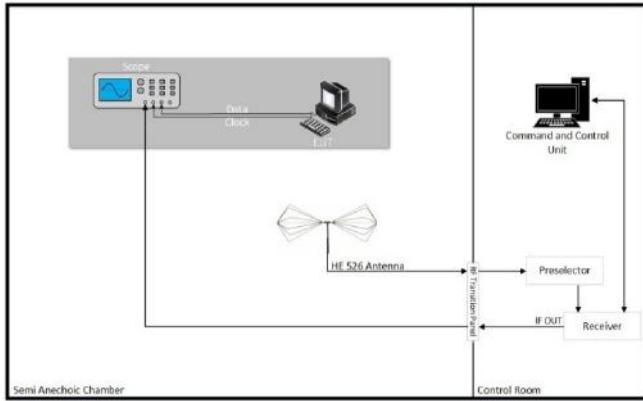 Scope
Data
Clock
EUT
Command and Control
Unit
HE 526 Antenna
RF Transition Panel
Preselector
IF OUT
Receiver
Semi Anechoic Chamber
Control Room